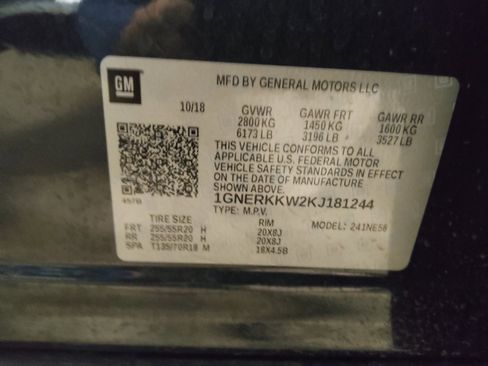 GM
MFD BY GENERAL MOTORS LLC
10/18 GVWR GAWR FRT GAWR RR
2800 KG 1450 KG 1600 KG
6173 LB 3196 LB 3527 LB
THIS VEHICLE CONFORMS TO ALL
APPLICABLE U.S. FEDERAL MOTOR
VEHICLE SAFETY STANDARDS IN EFFECT
ON THE DATE OF MANUFACTURE
SHOWN ABOVE.
1GNERKKW2KJ181244
TYPE: M.P.V. MODEL: 241NE56
TIRE SIZE RIM
FRT 255/55R20 H 20X8J
RR 255/55R20 H 20X8J
SPA T135/70R18 M 18X4.5B